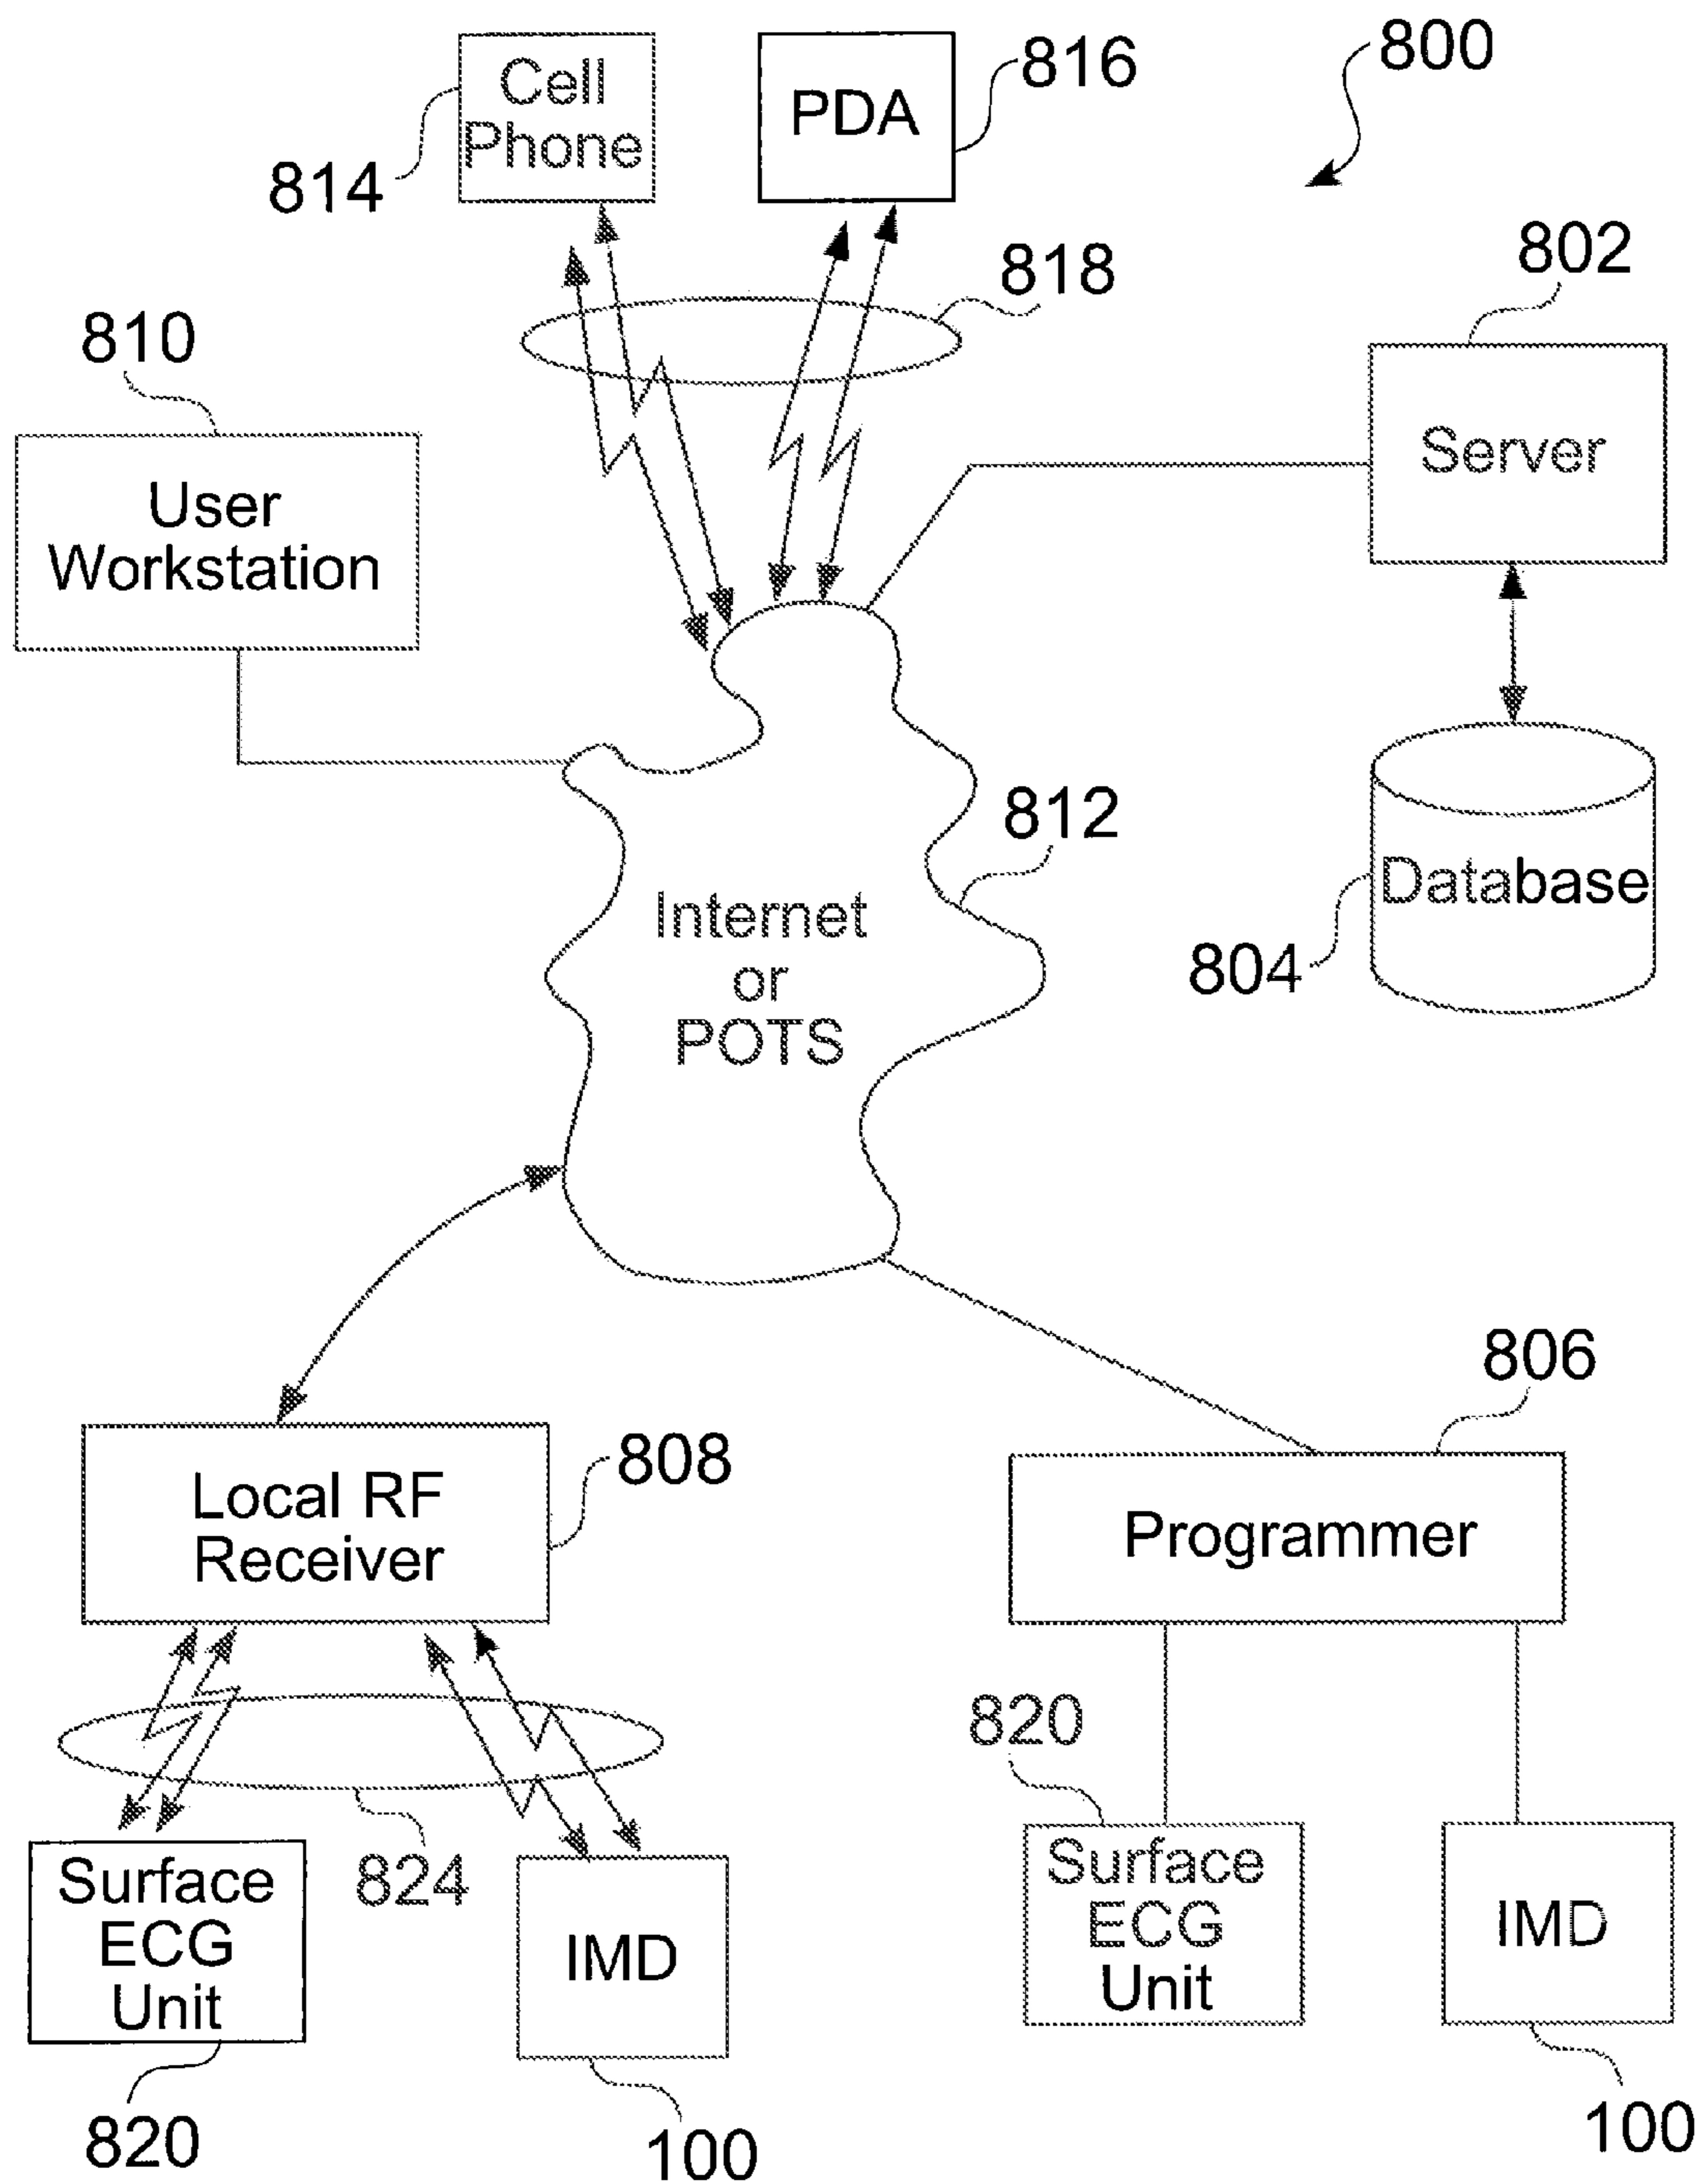 800
Cell
Phone
814
PDA
816
818
802
Server
810
User
Workstation
812
Internet
or
POTS
Database
804
806
Local RF
Receiver
808
Programmer
820
Surface
ECG
Unit
820
824
IMD
100
Surface
ECG
Unit
IMD
100